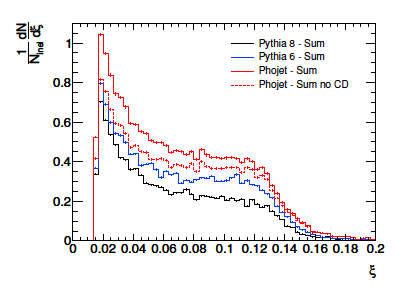 1 dN
N_inel dξ
Pythia 8 - Sum
Pythia 6 - Sum
Phojet - Sum
Phojet - Sum no CD
1
0.8
0.6
0.4
0.2
0
0 0.02 0.04 0.06 0.08 0.1 0.12 0.14 0.16 0.18 0.2
ξ